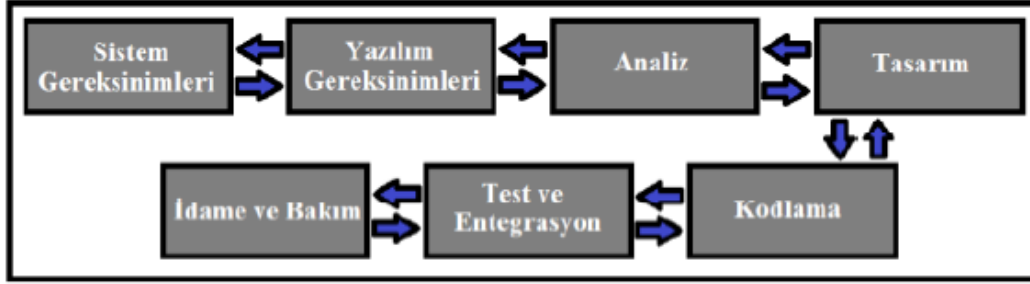 Sistem
Gereksinimleri
Yazılım
Gereksinimleri
Analiz
Tasarım
İdame ve Bakım
Test ve
Entegrasyon
Kodlama